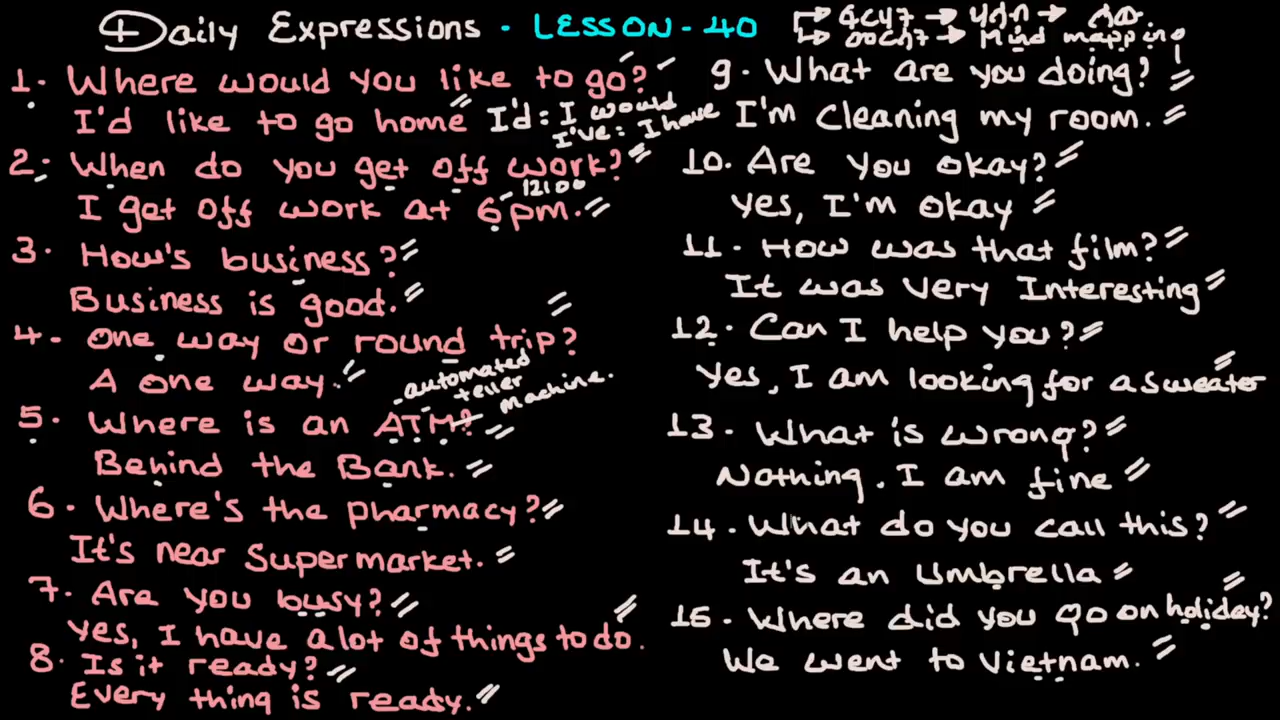 Daily Expressions - LESSON-40
Mind mapping
1. Where would you like to go?
I'd like to go home
I'd = I would
I've = I have
2. When do you get off work?
12:00
I get off work at 6pm.
3. How's business?
Business is good.
4. One way or round trip?
A one way.
automated
teller
machine.
5. Where is an ATM?
Behind the Bank.
6. Where's the pharmacy?
It's near Supermarket.
7. Are you busy?
Yes, I have a lot of things to do.
8. Is it ready?
Every thing is ready.
9. What are you doing?
I'm cleaning my room.
10. Are you okay?
Yes, I'm okay
11. How was that film?
It was very Interesting
12. Can I help you?
Yes, I am looking for a sweater
13. What is wrong?
Nothing. I am fine
14. What do you call this?
It's an Umbrella
15. Where did you go on holiday?
We went to Vietnam.